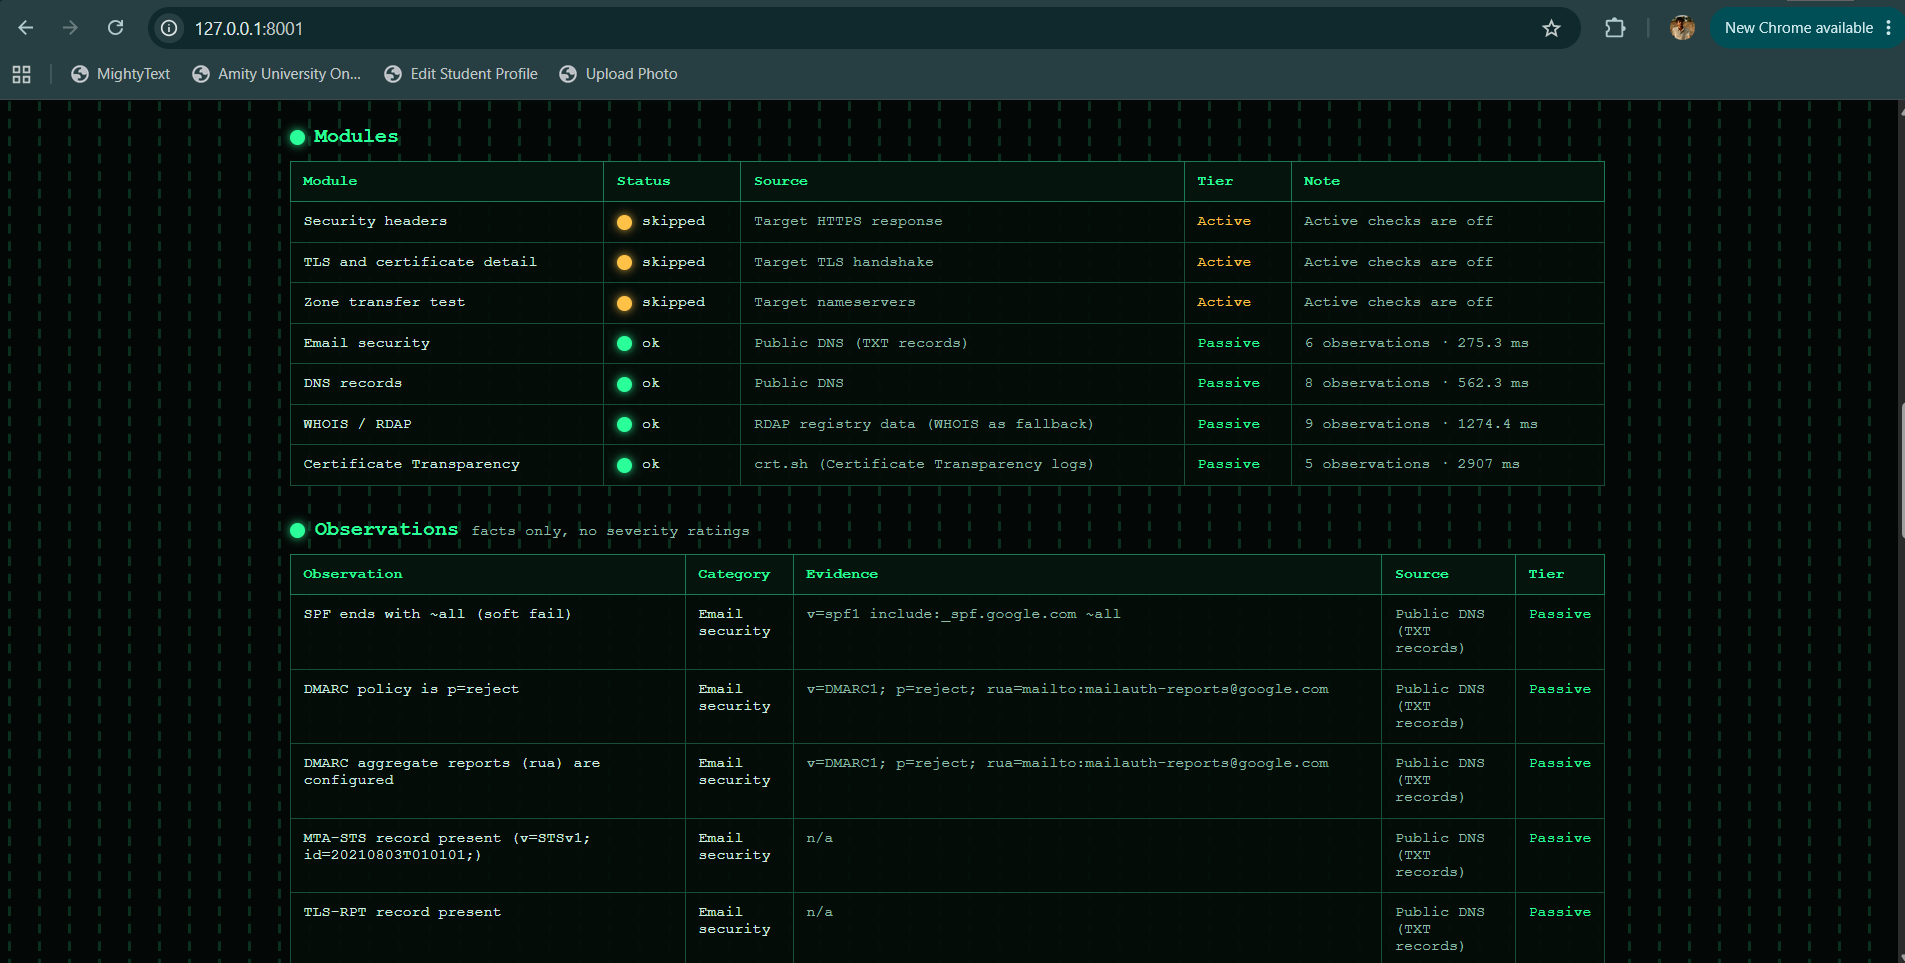 127.0.0.1:8001
New Chrome available
MightyText
Amity University On...
Edit Student Profile
Upload Photo
Modules
Module Status Source Tier Note
Security headers skipped Target HTTPS response Active Active checks are off
TLS and certificate detail skipped Target TLS handshake Active Active checks are off
Zone transfer test skipped Target nameservers Active Active checks are off
Email security ok Public DNS (TXT records) Passive 6 observations · 275.3 ms
DNS records ok Public DNS Passive 8 observations · 562.3 ms
WHOIS / RDAP ok RDAP registry data (WHOIS as fallback) Passive 9 observations · 1274.4 ms
Certificate Transparency ok crt.sh (Certificate Transparency logs) Passive 5 observations · 2907 ms
Observations facts only, no severity ratings
Observation Category Evidence Source Tier
SPF ends with ~all (soft fail) Email v=spf1 include:_spf.google.com ~all Public DNS Passive
security (TXT
records)
DMARC policy is p=reject Email v=DMARC1; p=reject; rua=mailto:mailauth-reports@google.com Public DNS Passive
security (TXT
records)
DMARC aggregate reports (rua) are Email v=DMARC1; p=reject; rua=mailto:mailauth-reports@google.com Public DNS Passive
configured security (TXT
records)
MTA-STS record present (v=STSv1; Email n/a Public DNS Passive
id=20210803T010101;) security (TXT
records)
TLS-RPT record present Email n/a Public DNS Passive
security (TXT
records)